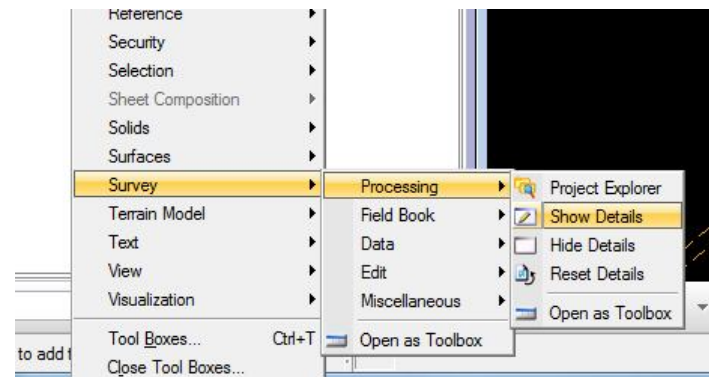 Reference
Security
Selection
Sheet Composition
Solids
Surfaces
Survey
Terrain Model
Text
View
Visualization
Tool Boxes... Ctrl+T
Close Tool Boxes...
Processing
Field Book
Data
Edit
Miscellaneous
Open as Toolbox
Project Explorer
Show Details
Hide Details
Reset Details
Open as Toolbox
to add